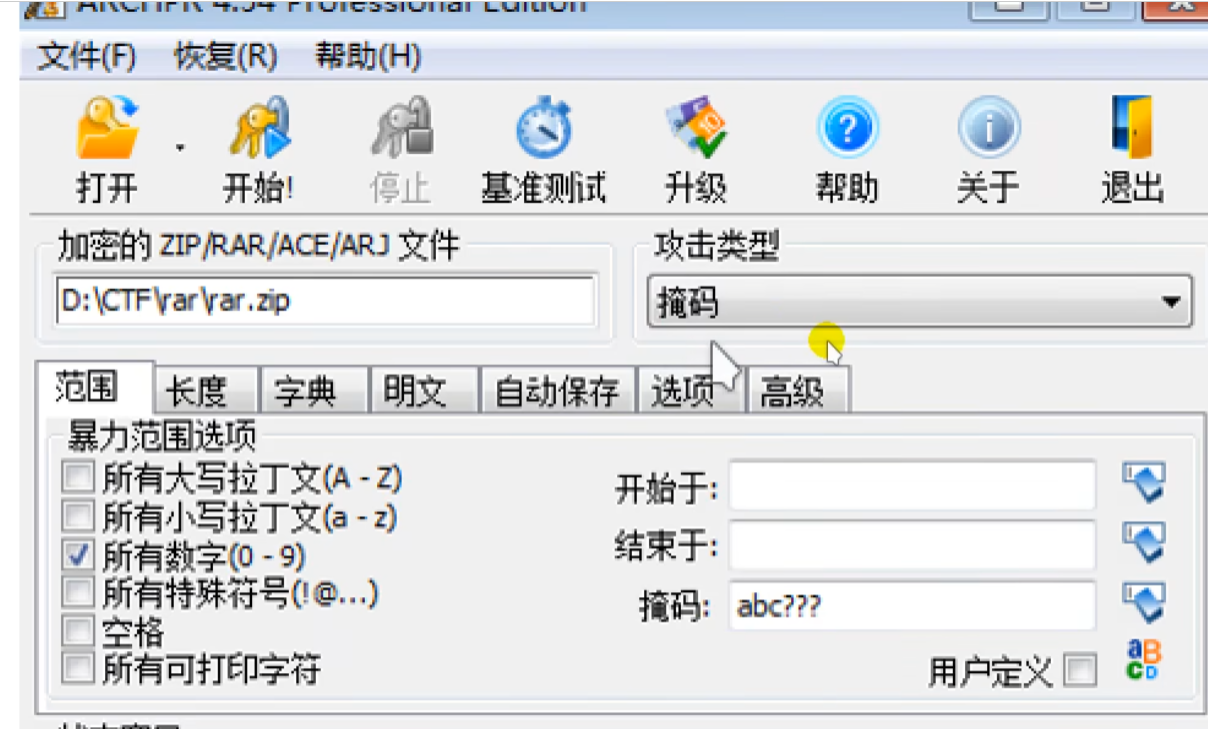 ARCHPR 4.54 Professional Edition
文件(F) 恢复(R) 帮助(H)
打开 开始! 停止 基准测试 升级 帮助 关于 退出
加密的 ZIP/RAR/ACE/ARJ 文件 攻击类型
D:\CTF\rar\rar.zip 掩码
范围 长度 字典 明文 自动保存 选项 高级
暴力范围选项
所有大写拉丁文(A - Z) 开始于:
所有小写拉丁文(a - z)
所有数字(0 - 9) 结束于:
所有特殊符号(!@...) 掩码: abc???
空格
所有可打印字符 用户定义